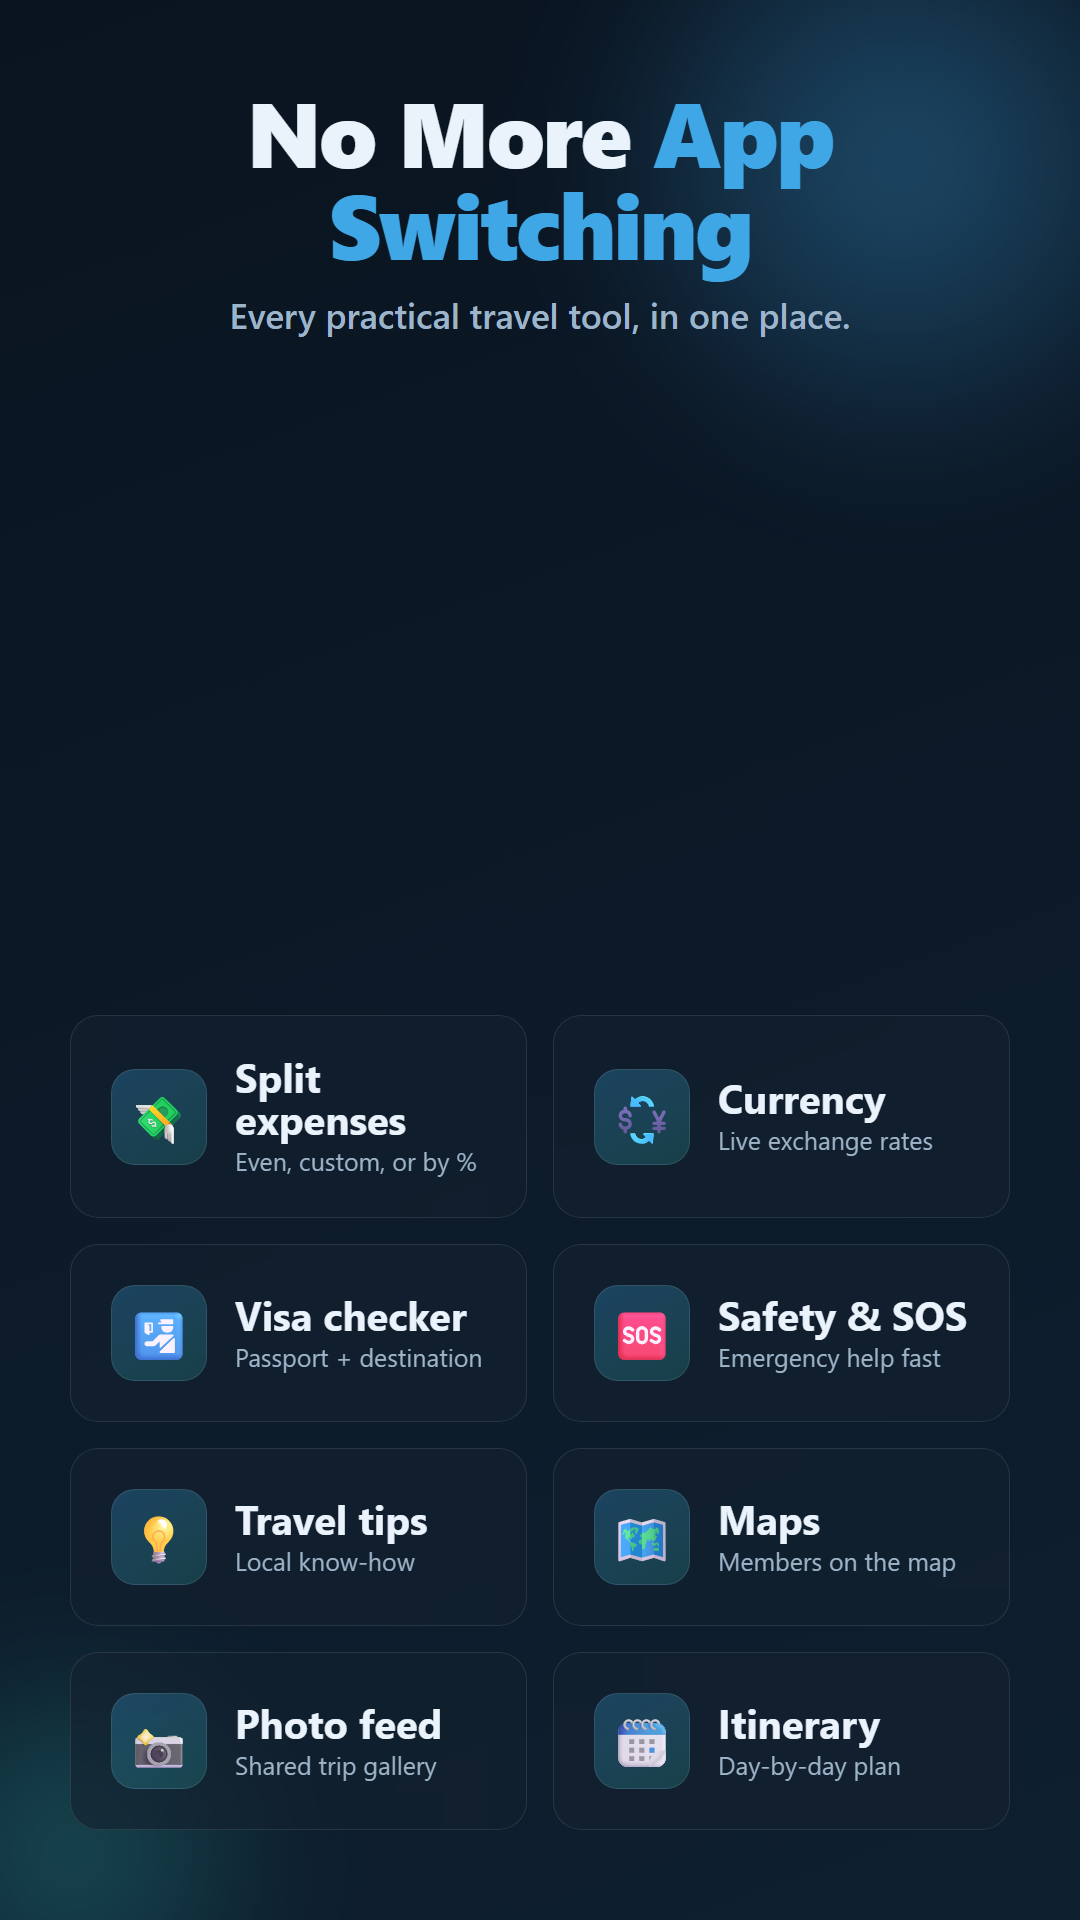 No More App
Switching
Every practical travel tool, in one place.
Split
expenses
Even, custom, or by %
$ ¥
Currency
Live exchange rates
Visa checker
Passport + destination
SOS
Safety & SOS
Emergency help fast
Travel tips
Local know-how
Maps
Members on the map
Photo feed
Shared trip gallery
Itinerary
Day-by-day plan